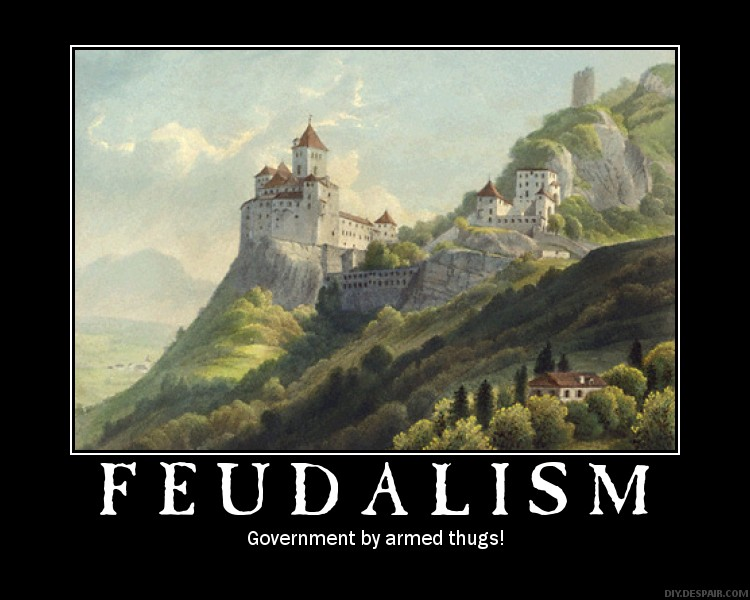 FEUDALISM
Government by armed thugs!
DIY.DESPAIR.COM